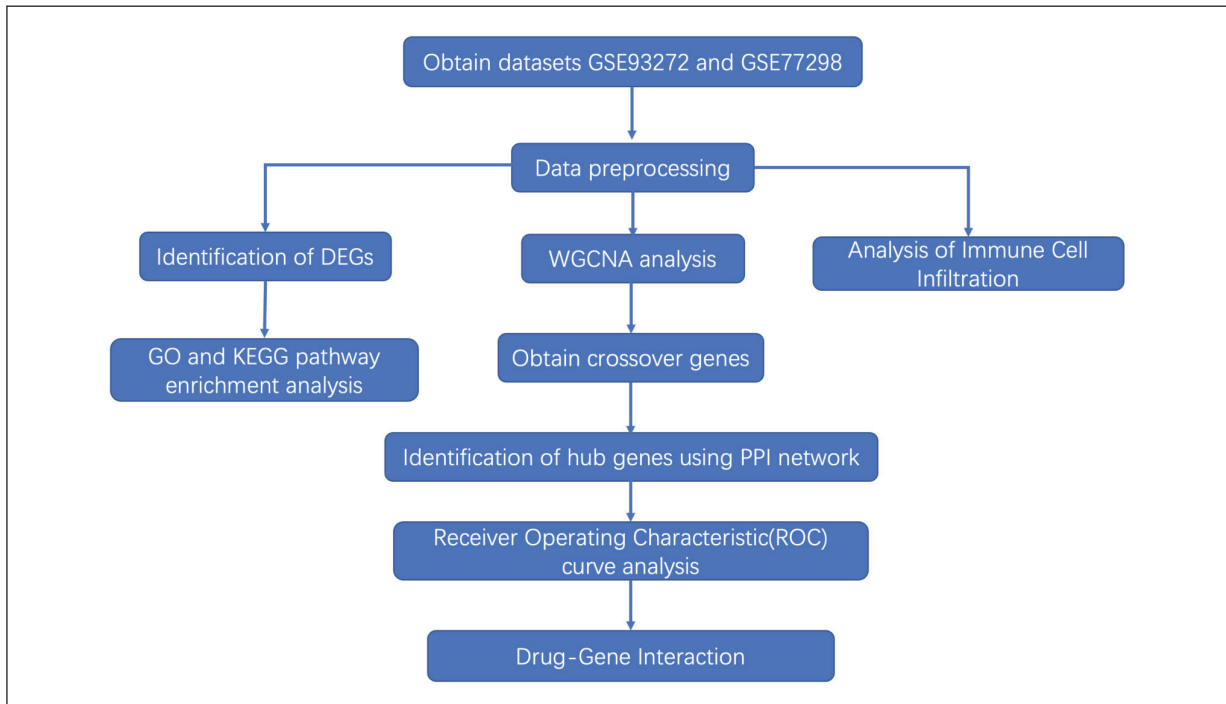 Obtain datasets GSE93272 and GSE77298
Data preprocessing
Identification of DEGs
WGCNA analysis
Analysis of Immune Cell
Infiltration
GO and KEGG pathway
enrichment analysis
Obtain crossover genes
Identification of hub genes using PPI network
Receiver Operating Characteristic(ROC)
curve analysis
Drug-Gene Interaction